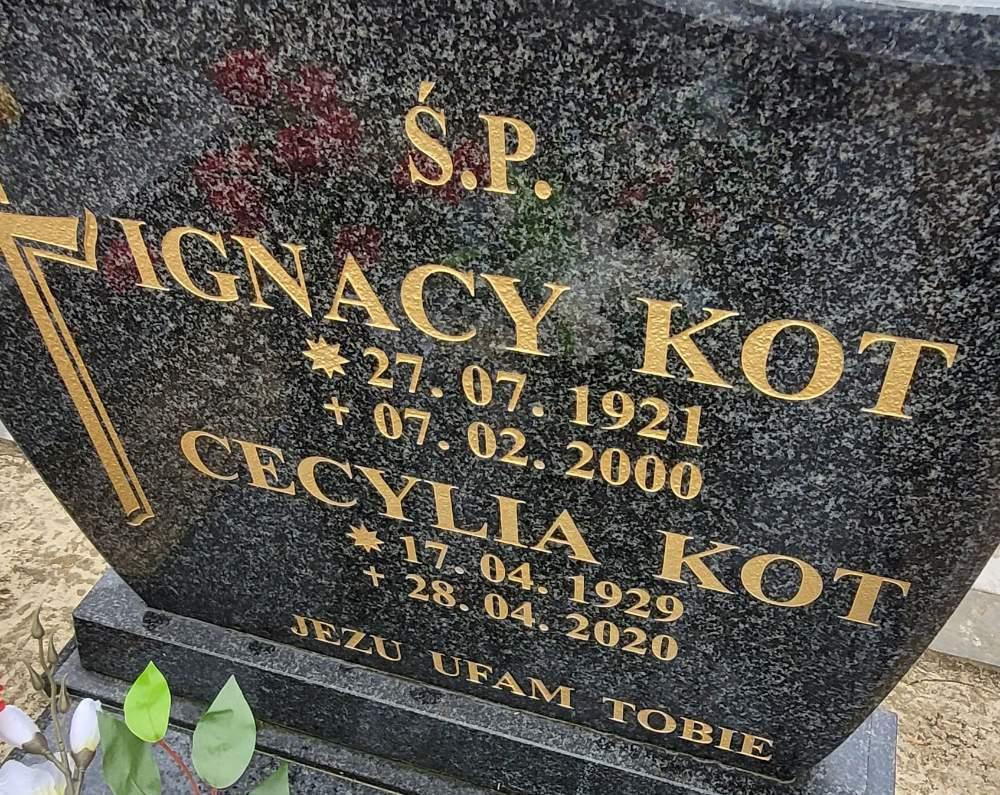 Ś.P.
IGNACY KOT
✴ 27. 07. 1921
+ 07. 02. 2000
CECYLIA KOT
✴ 17. 04. 1929
+ 28. 04. 2020
JEZU UFAM TOBIE